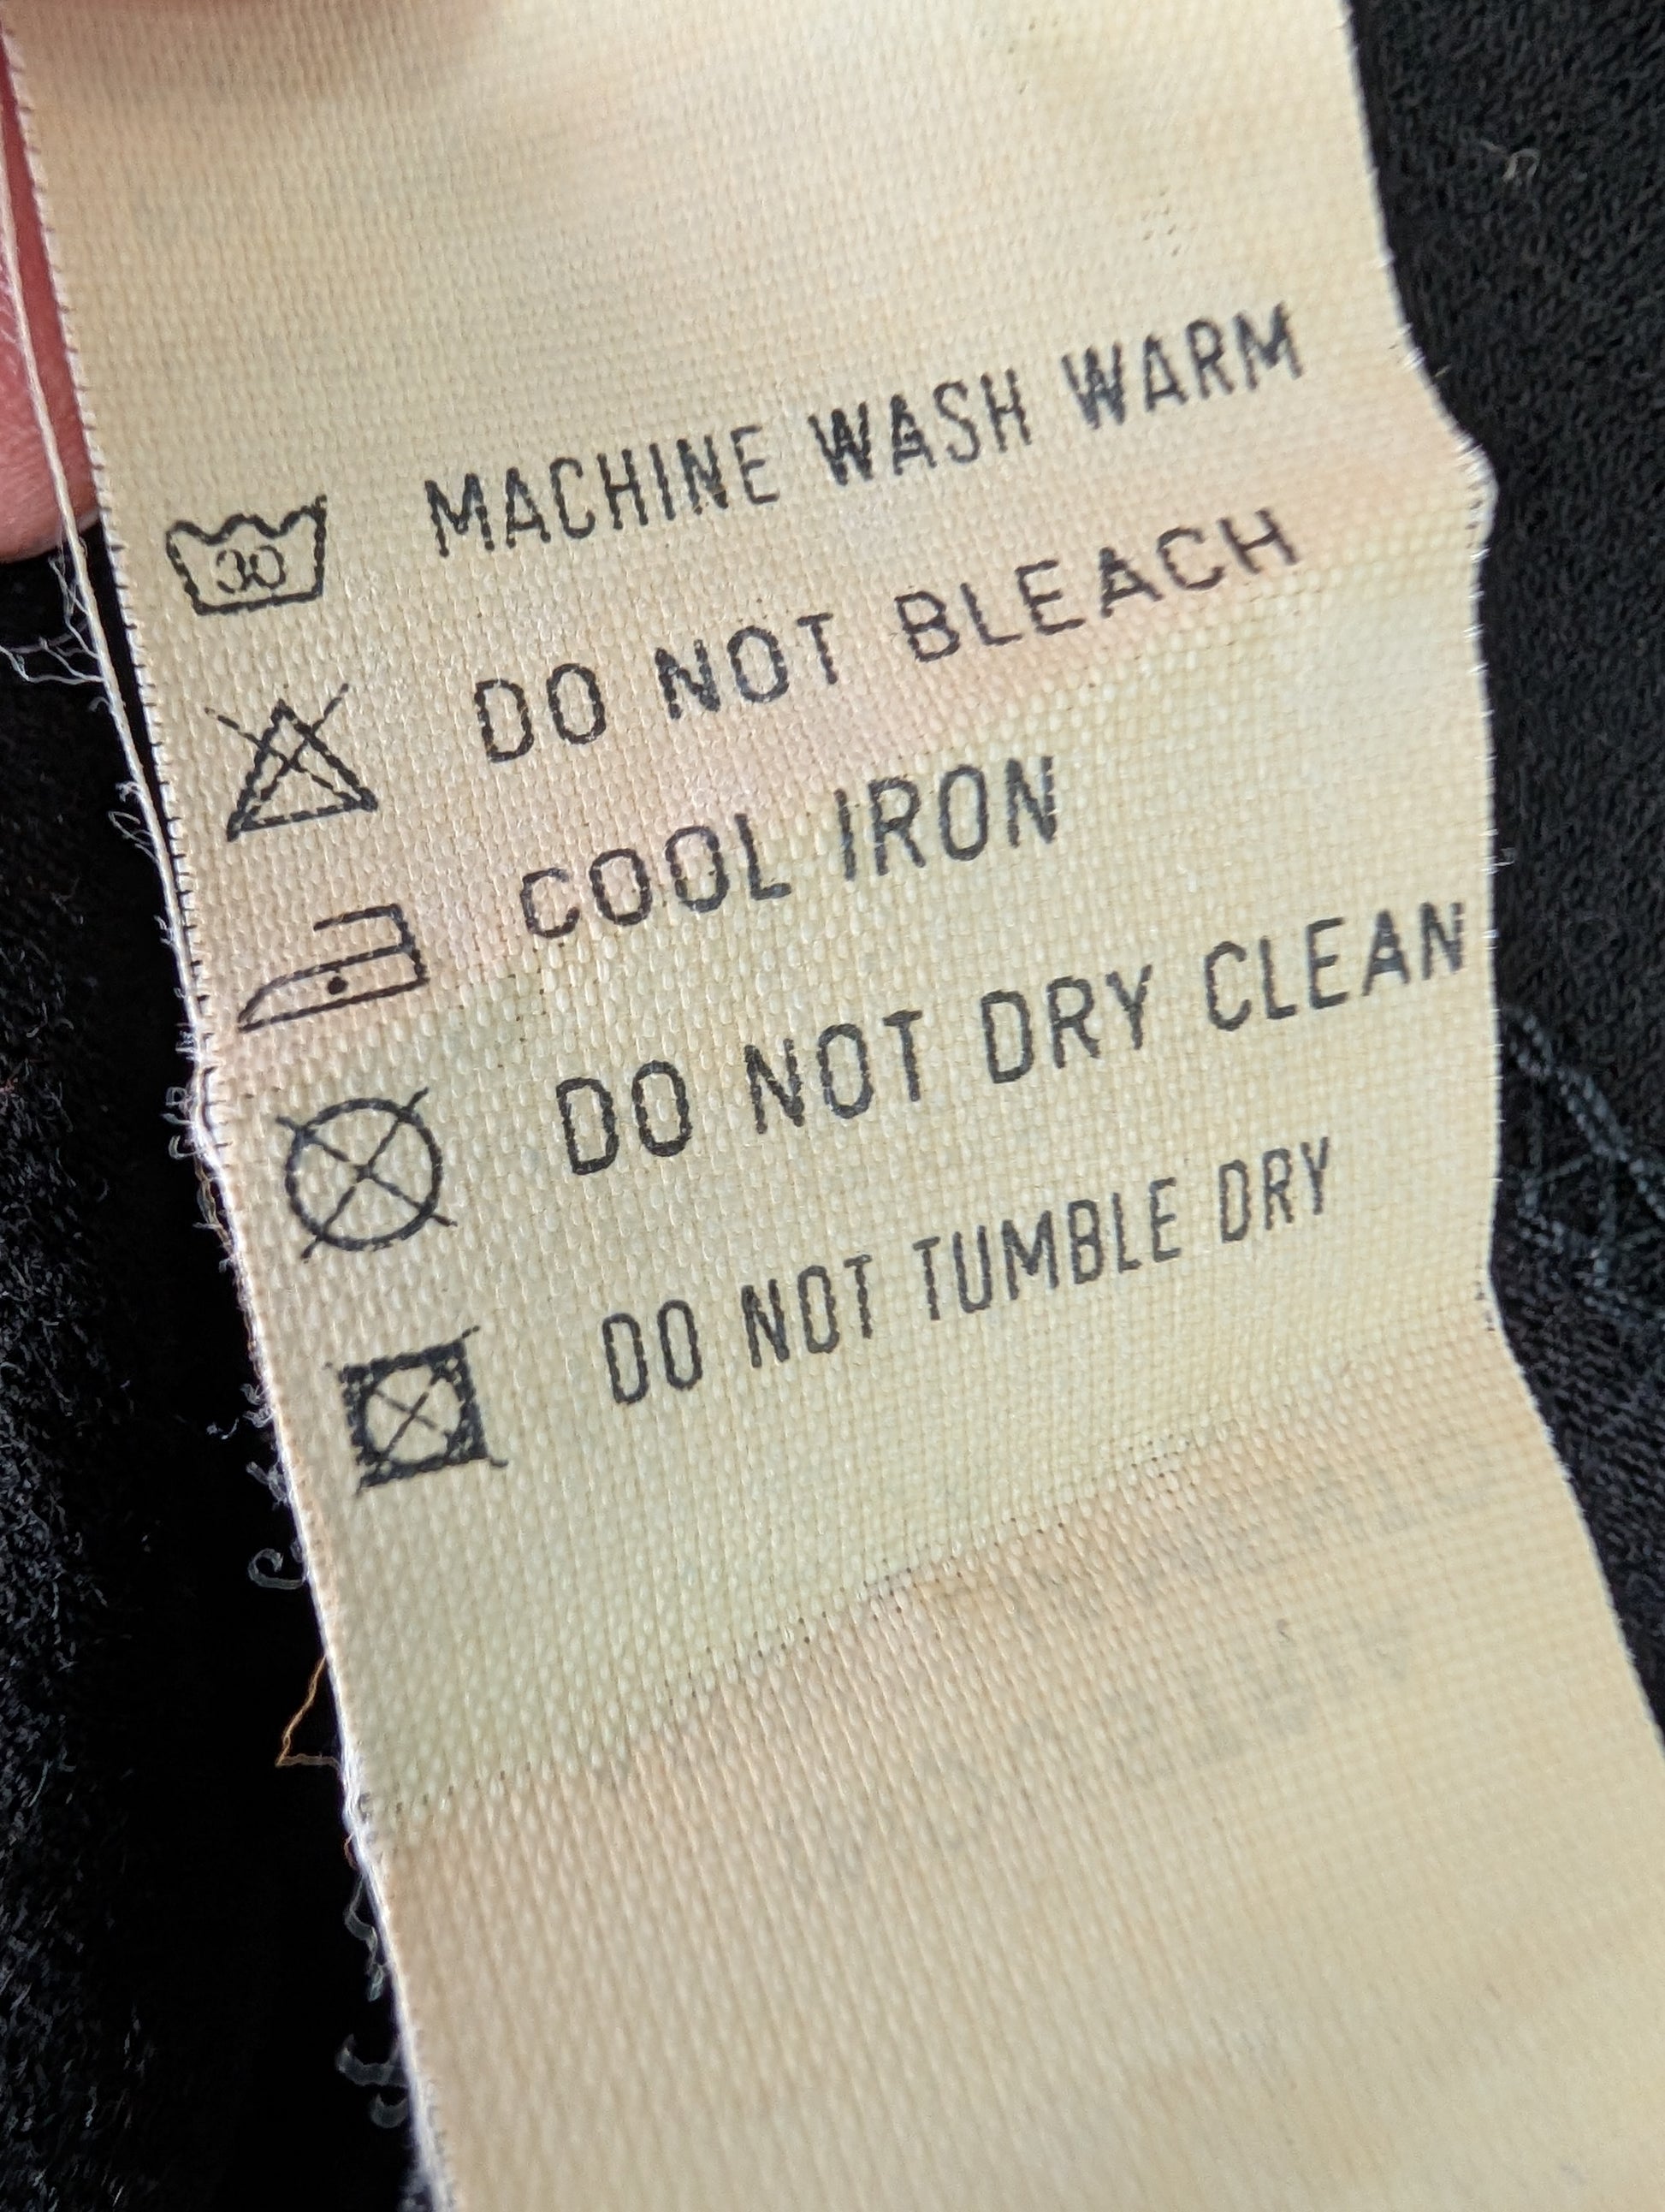 30 MACHINE WASH WARM
DO NOT BLEACH
COOL IRON
DO NOT DRY CLEAN
DO NOT TUMBLE DRY